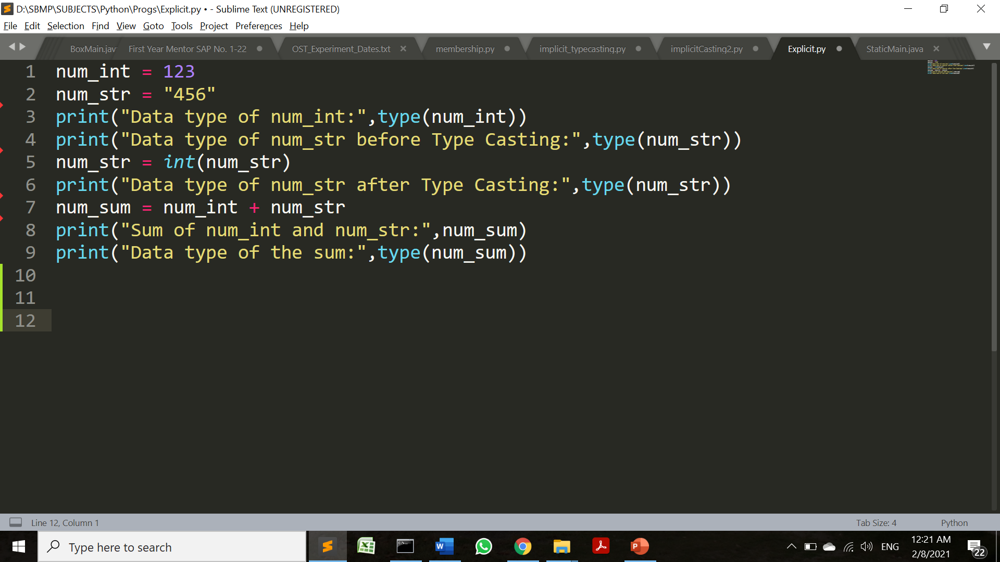 D:\SBMP\SUBJECTS\Python\Progs\Explicit.py • - Sublime Text (UNREGISTERED)
File Edit Selection Find View Goto Tools Project Preferences Help
BoxMain.jav First Year Mentor SAP No. 1-22 OST_Experiment_Dates.txt membership.py implicit_typecasting.py implicitCasting2.py Explicit.py StaticMain.java
1 num_int = 123
2 num_str = "456"
3 print("Data type of num_int:",type(num_int))
4 print("Data type of num_str before Type Casting:",type(num_str))
5 num_str = int(num_str)
6 print("Data type of num_str after Type Casting:",type(num_str))
7 num_sum = num_int + num_str
8 print("Sum of num_int and num_str:",num_sum)
9 print("Data type of the sum:",type(num_sum))
10
11
12
Line 12, Column 1 Tab Size: 4 Python
Type here to search ENG 12:21 AM
2/8/2021 22